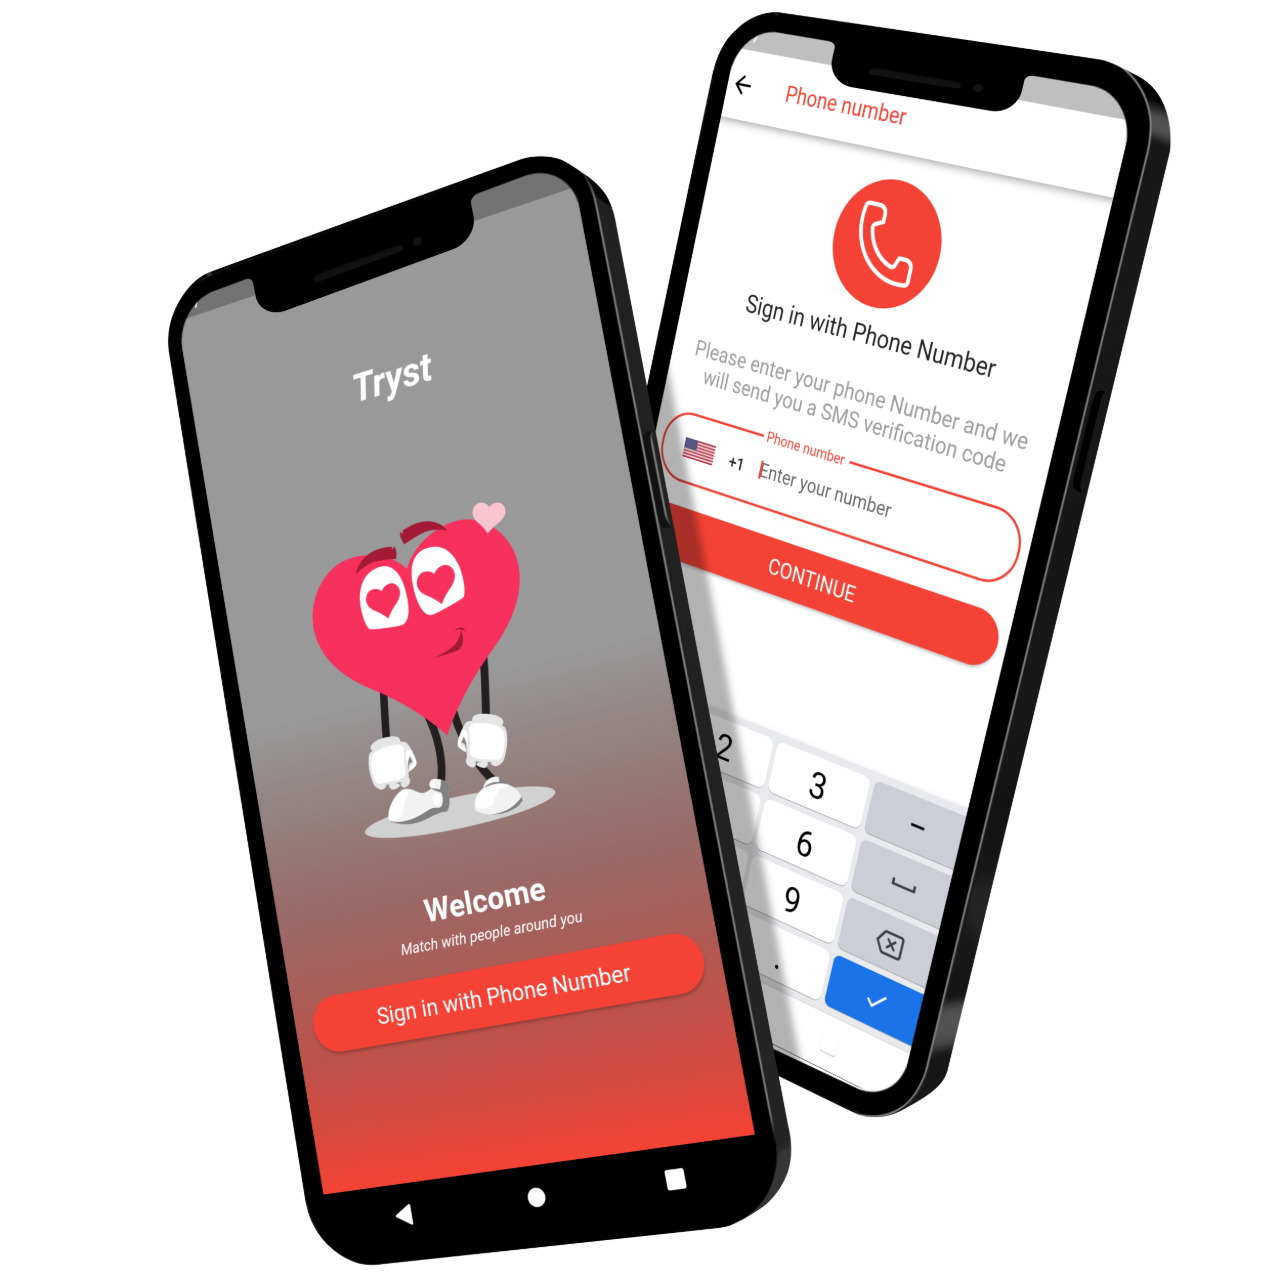 Tryst
Welcome
Match with people around you
Sign in with Phone Number
Phone number
Sign in with Phone Number
Please enter your phone Number and we
will send you a SMS verification code
Phone number
+1 Enter your number
CONTINUE
2 3 -
6
9
.